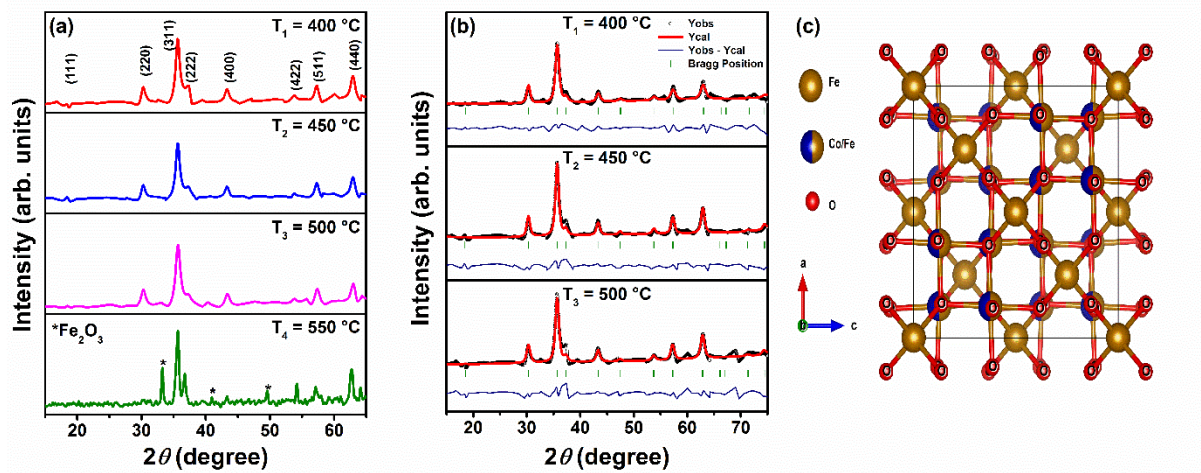 (a)
T1 = 400 °C
(111)
(220)
(311)
(222)
(400)
(422)
(511)
(440)
T2 = 450 °C
T3 = 500 °C
*Fe2O3
T4 = 550 °C
*
*
*
Intensity (arb. units)
20 30 40 50 60
2θ (degree)
(b)
T1 = 400 °C
Yobs
Ycal
Yobs - Ycal
Bragg Position
T2 = 450 °C
T3 = 500 °C
Intensity (arb. units)
20 30 40 50 60 70
2θ (degree)
(c)
Fe
Co/Fe
O
a
b
c
O O O O O O
O O O O O O
O O O O O O
O O O O O O
O O O O O O
O O O O O O